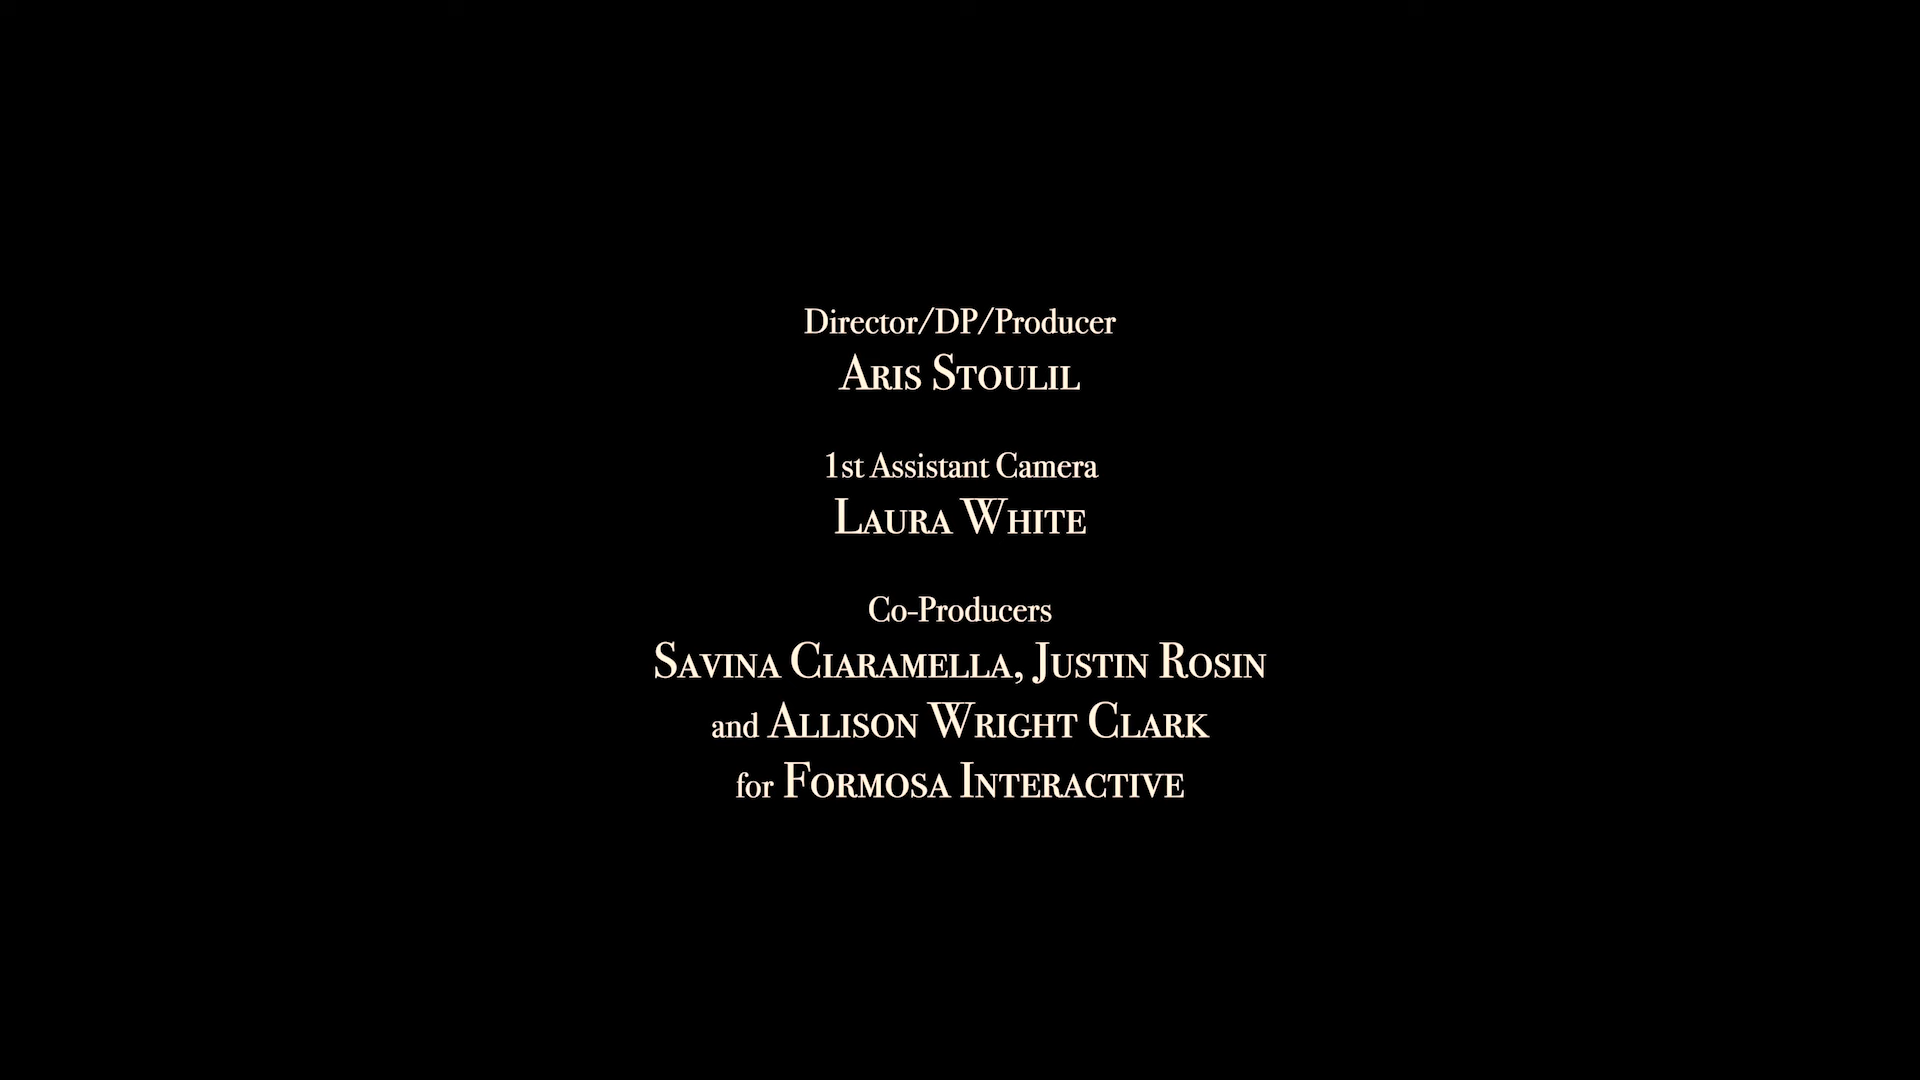 Director/DP/Producer
Aris Stoulil
1st Assistant Camera
Laura White
Co-Producers
Savina Ciaramella, Justin Rosin
and Allison Wright Clark
for Formosa Interactive